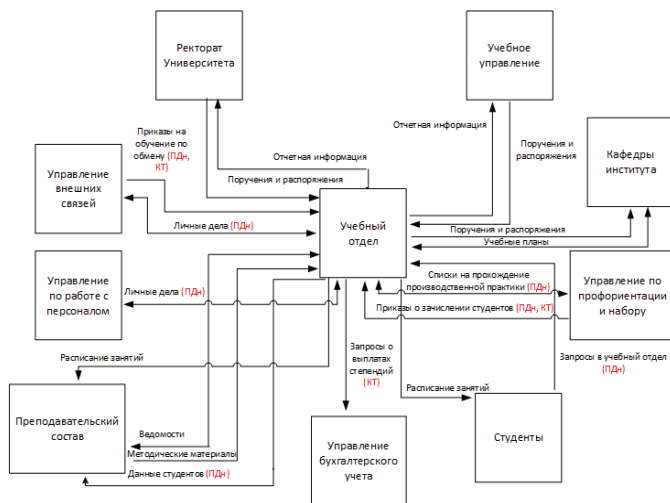 Ректорат
Университета
Учебное
управление
Приказы на
обучение по
обмену (ПДн,
КТ)
Отчетная информация
Отчетная информация
Поручения и
распоряжения
Кафедры
института
Управление
внешних
связей
Поручения и распоряжения
Учебный
отдел
Личные дела (ПДн)
Поручения и распоряжения
Учебные планы
Управление
по работе с
персоналом
Личные дела (ПДн)
Списки на прохождение
производственной практики (ПДн)
Приказы о зачислении студентов (ПДн, КТ)
Управление по
профориентации
и набору
Расписание занятий
Запросы о
выплатах
степендий
(КТ)
Запросы в учебный отдел
(ПДн)
Расписание занятий
Преподавательский
состав
Ведомости
Методические материалы
Данные студентов (ПДн)
Управление
бухгалтерского
учета
Студенты